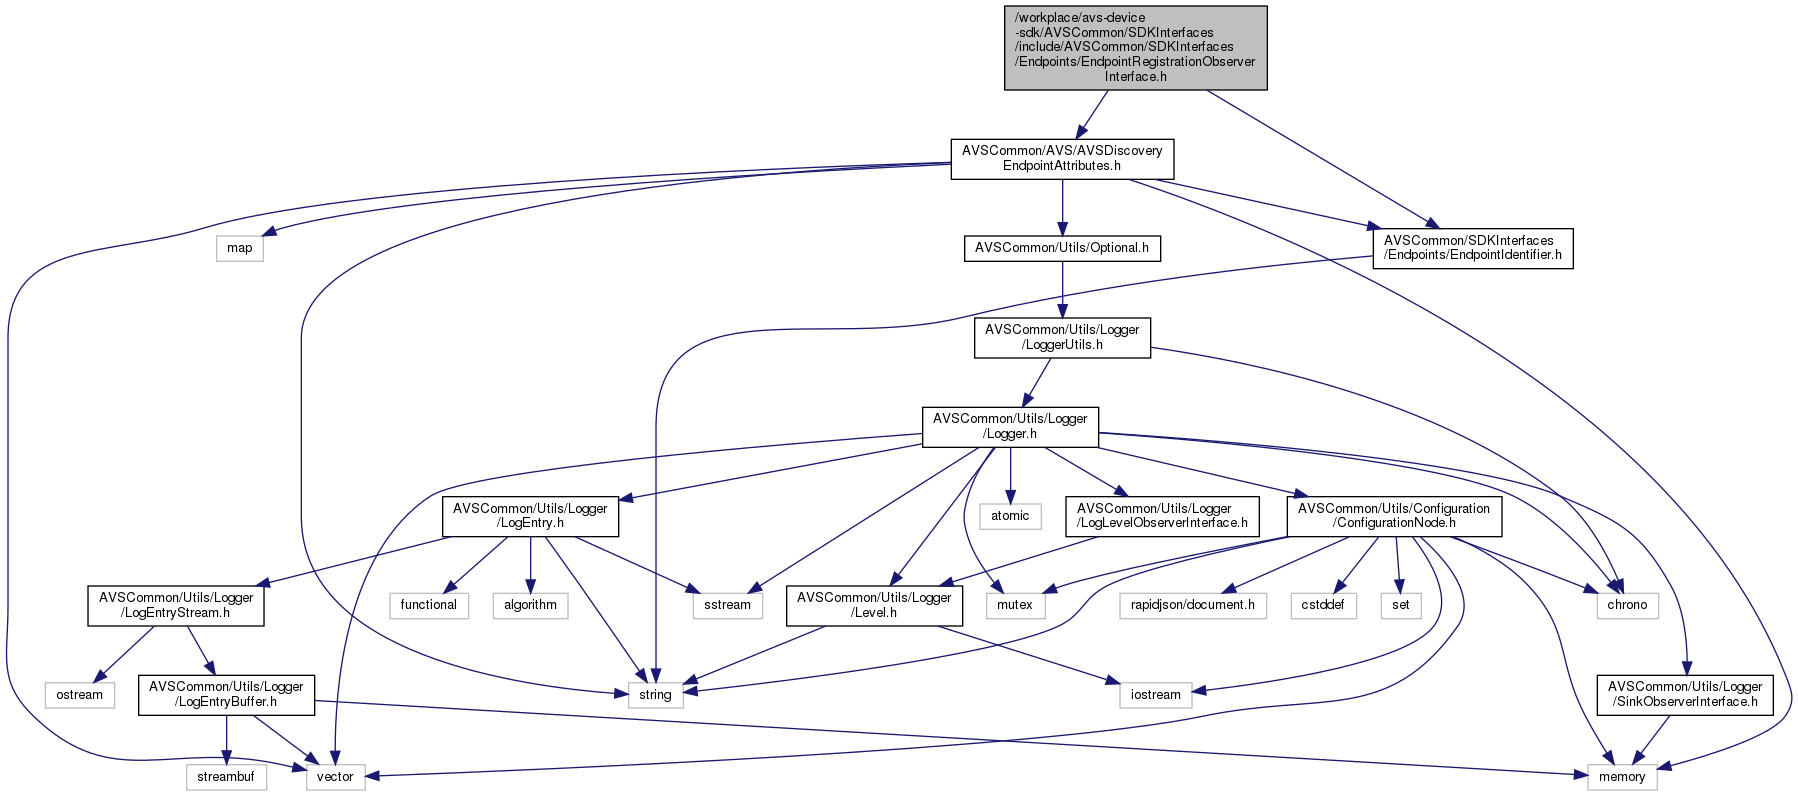 /workplace/avs-device
-sdk/AVSCommon/SDKInterfaces
/include/AVSCommon/SDKInterfaces
/Endpoints/EndpointRegistrationObserver
Interface.h
AVSCommon/AVS/AVSDiscovery
EndpointAttributes.h
map
AVSCommon/Utils/Optional.h
AVSCommon/SDKInterfaces
/Endpoints/EndpointIdentifier.h
AVSCommon/Utils/Logger
/LoggerUtils.h
AVSCommon/Utils/Logger
/Logger.h
AVSCommon/Utils/Logger
/LogEntry.h
atomic
AVSCommon/Utils/Logger
/LogLevelObserverInterface.h
AVSCommon/Utils/Configuration
/ConfigurationNode.h
AVSCommon/Utils/Logger
/LogEntryStream.h
functional
algorithm
sstream
AVSCommon/Utils/Logger
/Level.h
mutex
rapidjson/document.h
cstddef
set
chrono
ostream
AVSCommon/Utils/Logger
/LogEntryBuffer.h
string
iostream
AVSCommon/Utils/Logger
/SinkObserverInterface.h
streambuf
vector
memory